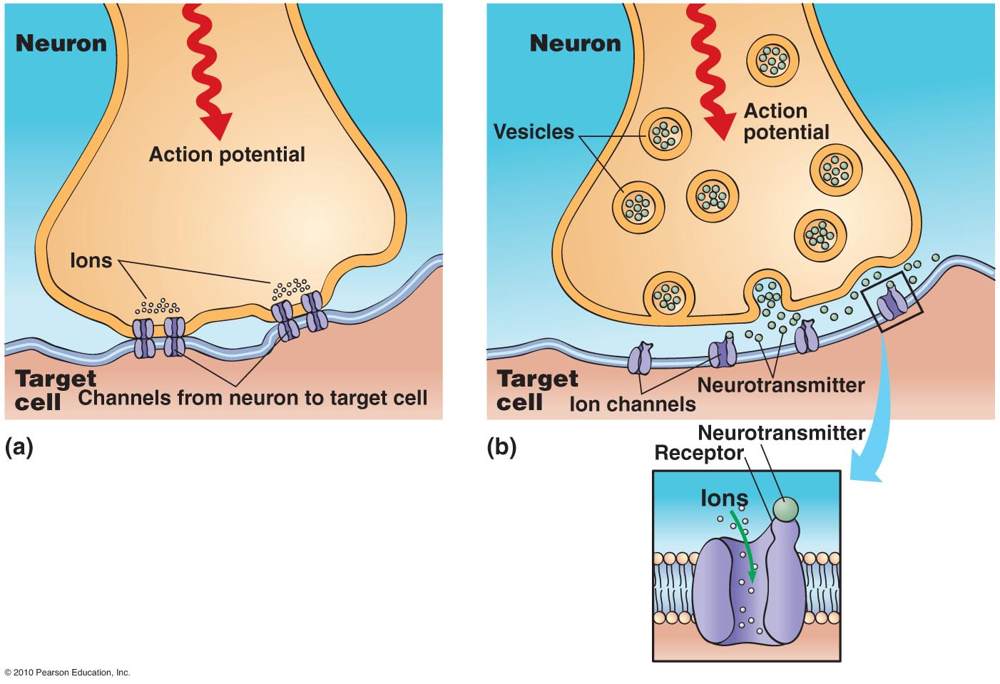 Neuron
Action potential
Ions
Target
cell
Channels from neuron to target cell
(a)
Neuron
Action
potential
Vesicles
Target
cell
Neurotransmitter
Ion channels
(b)
Neurotransmitter
Receptor
Ions
© 2010 Pearson Education, Inc.